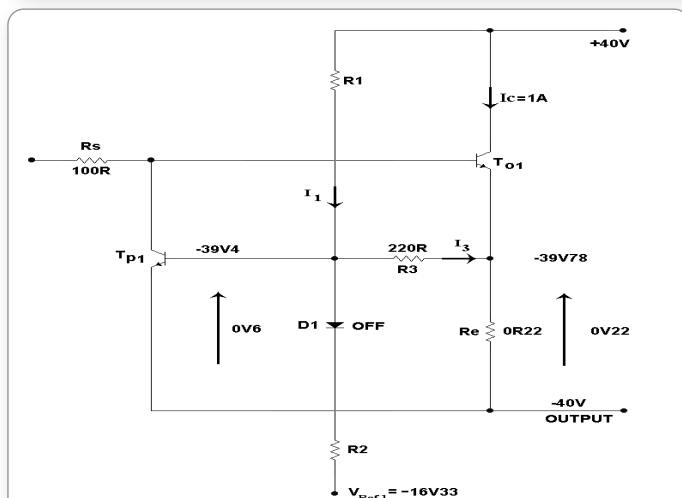 +40V
R1
Ic=1A
Rs
100R
To1
I1
Tp1
-39V4
220R
I3
R3
-39V78
0V6
D1
OFF
Re
0R22
0V22
-40V
OUTPUT
R2
VRef1= -16V33